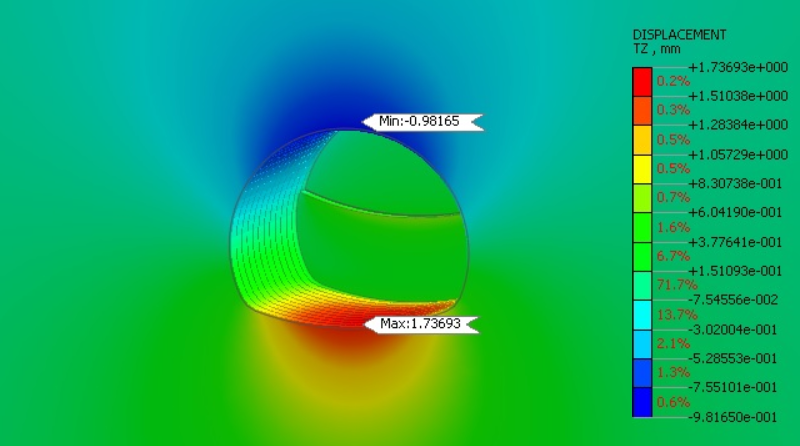 DISPLACEMENT
TZ , mm
+1.73693e+000
0.2%
+1.51038e+000
0.3%
+1.28384e+000
0.5%
+1.05729e+000
0.5%
+8.30738e-001
0.7%
+6.04190e-001
1.6%
+3.77641e-001
6.7%
+1.51093e-001
71.7%
-7.54556e-002
13.7%
-3.02004e-001
2.1%
-5.28553e-001
1.3%
-7.55101e-001
0.6%
-9.81650e-001
Min:-0.98165
Max:1.73693